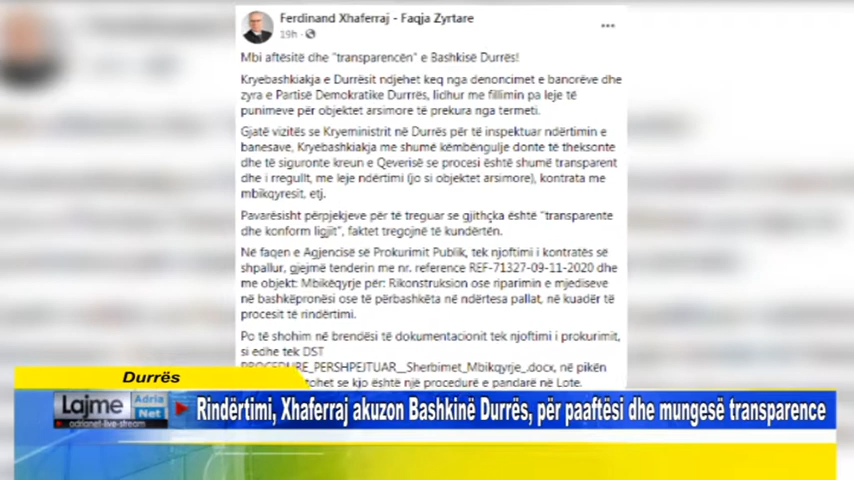 Ferdinand Xhaferraj - Faqja Zyrtare
19h
Mbi aftësitë dhe "transparencën" e Bashkisë Durrës!
Kryebashkiakja e Durrësit ndjehet keq nga denoncimet e banorëve dhe
zyra e Partisë Demokratike Durrrës, lidhur me fillimin pa leje të
punimeve për objektet arsimore të prekura nga termeti.
Gjatë vizitës se Kryeministrit në Durrës për të inspektuar ndërtimin e
banesave, Kryebashkiakja me shumë këmbëngulje donte të theksonte
dhe të siguronte kreun e Qeverisë se procesi është shumë transparent
dhe i rregullt, me leje ndërtimi (jo si objektet arsimore), kontrata me
mbikqyresit, etj.
Pavarësisht përpjekjeve për të treguar se gjithçka është "transparente
dhe konform ligjit", faktet tregojnë të kundërtën.
Në faqen e Agjencisë së Prokurimit Publik, tek njoftimi i kontratës së
shpallur, gjejmë tenderin me nr. reference REF-71327-09-11-2020 dhe
me objekt: Mbikëqyrje për: Rikonstruksion ose riparimin e mjediseve
në bashkëpronësi ose të përbashkëta në ndërtesa pallat, në kuadër të
procesit të rindërtimi.
Po të shohim në brendësi të dokumentacionit tek njoftimi i prokurimit,
si edhe tek DST
PROCEDURE_PERSHPEJTUAR__Sherbimet_Mbikqyrje_.docx, në pikën
tohet se kjo është një procedurë e pandarë në Lote.
Durrës
Lajme
Adria
Net
adrianet-live-stream
Rindërtimi, Xhaferraj akuzon Bashkinë Durrës, për paaftësi dhe mungesë transparence